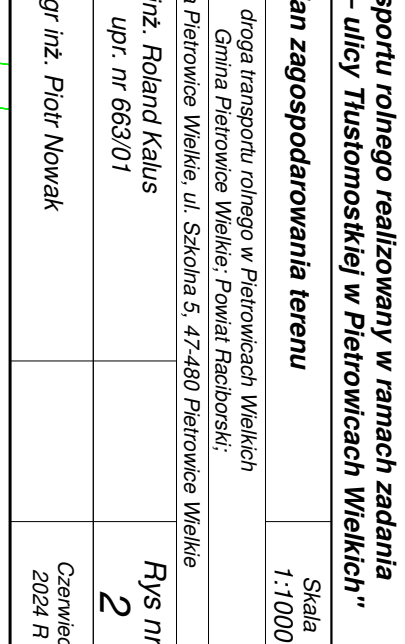 sportu rolnego realizowany w ramach zadania
– ulicy Tłustomostkiej w Pietrowicach Wielkich"
an zagospodarowania terenu
Skala
1:1000
droga transportu rolnego w Pietrowicach Wielkich
Gmina Pietrowice Wielkie; Powiat Raciborski;
a Pietrowice Wielkie, ul. Szkolna 5, 47-480 Pietrowice Wielkie
inż. Roland Kalus
upr. nr 663/01
Rys nr
2
gr inż. Piotr Nowak
Czerwiec
2024 R